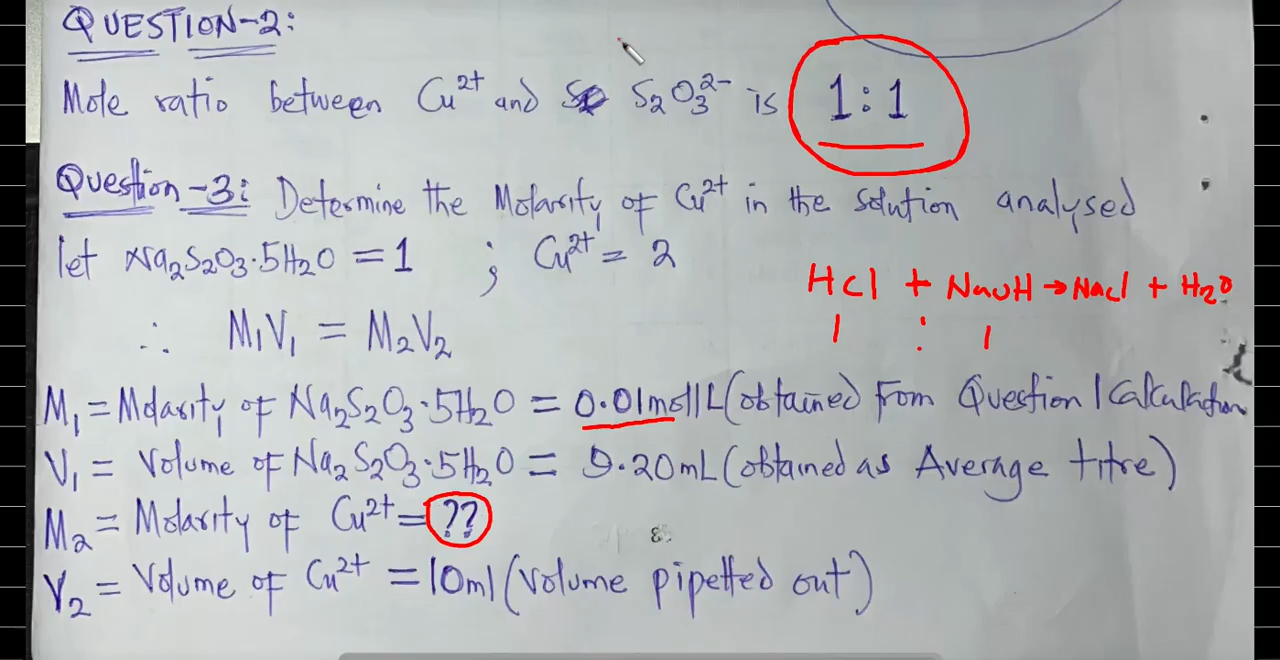 QUESTION-2:
Mole ratio between Cu²⁺ and S₂O₃²⁻ is 1:1
Question-3: Determine the Molarity of Cu²⁺ in the solution analysed
let Na₂S₂O₃·5H₂O = 1 ; Cu²⁺ = 2
HCl + NaOH → NaCl + H₂O
1 : 1
∴ M₁V₁ = M₂V₂
M₁ = Molarity of Na₂S₂O₃·5H₂O = 0.01mol/L (obtained from Question 1 Calculation
V₁ = Volume of Na₂S₂O₃·5H₂O = 9.20mL (obtained as Average titre)
M₂ = Molarity of Cu²⁺ = ??
V₂ = Volume of Cu²⁺ = 10ml (Volume pipetted out)